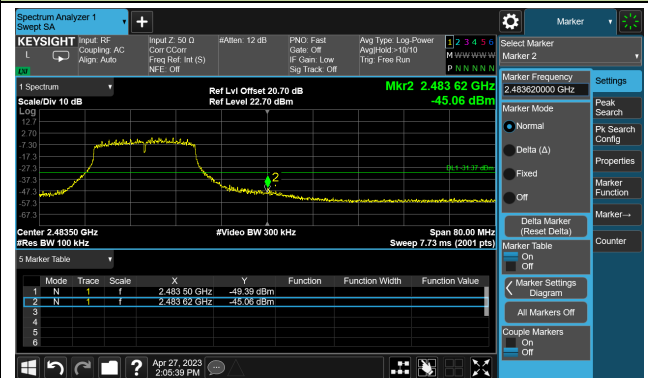 Spectrum Analyzer 1
Swept SA
Marker
KEYSIGHT
L
Input: RF
Coupling: AC
Align: Auto
Input Z: 50 Ω
Corr CCorr
Freq Ref: Int (S)
NFE: Off
#Atten: 12 dB
PNO: Fast
Gate: Off
IF Gain: Low
Sig Track: Off
Avg Type: Log-Power
Avg|Hold:>10/10
Trig: Free Run
1 2 3 4 5 6
M W W W W W
P N N N N N
Select Marker
Marker 2
1 Spectrum
Scale/Div 10 dB
Ref Lvl Offset 20.70 dB
Ref Level 22.70 dBm
Mkr2 2.483 62 GHz
-45.06 dBm
Log
12.7
2.70
-7.30
-17.3
-27.3
-37.3
-47.3
-57.3
-67.3
DL1 -31.37 dBm
2
Center 2.48350 GHz
#Res BW 100 kHz
#Video BW 300 kHz
Span 80.00 MHz
Sweep 7.73 ms (2001 pts)
5 Marker Table
Mode Trace Scale X Y Function Function Width Function Value
1 N 1 f 2.483 50 GHz -49.39 dBm
2 N 1 f 2.483 62 GHz -45.06 dBm
3
4
5
6
Marker Frequency
2.483620000 GHz
Marker Mode
Normal
Delta (Δ)
Fixed
Off
Delta Marker
(Reset Delta)
Marker Table
On
Off
Marker Settings
Diagram
All Markers Off
Couple Markers
On
Off
Settings
Peak
Search
Pk Search
Config
Properties
Marker
Function
Marker→
Counter
?
Apr 27, 2023
2:05:39 PM